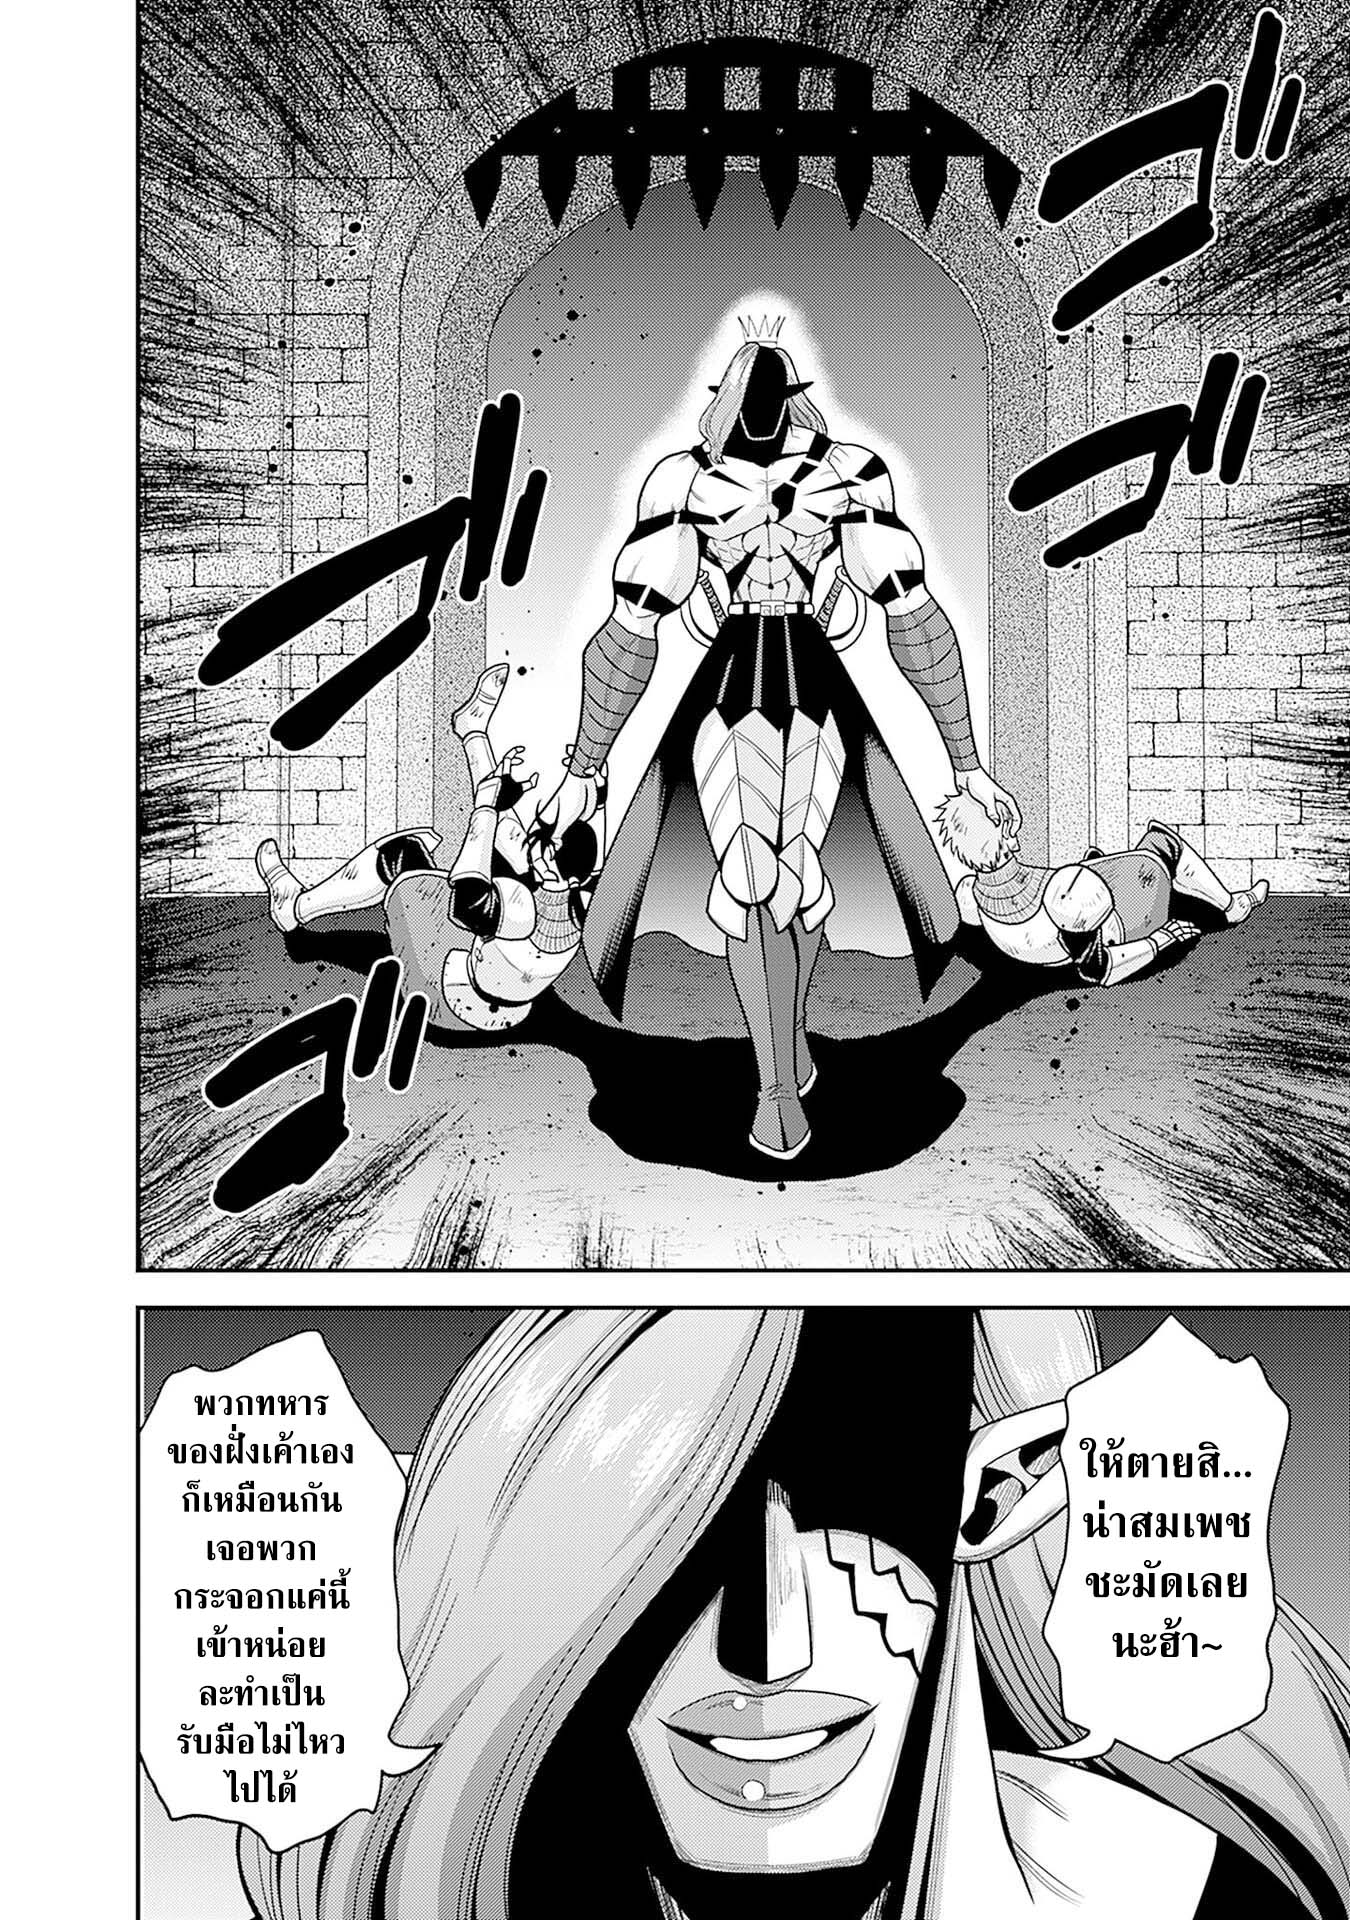 ゴゴ
ゴ
ゴ
ให้ตายสิ...
น่าสมเพช
ชะมัดเลย
นะฮ้า~
พวกทหาร
ของฝั่งเค้าเอง
ก็เหมือนกัน
เจอพวก
กระจอกแค่นี้
เข้าหน่อย
ละทำเป็น
รับมือไม่ไหว
ไปได้